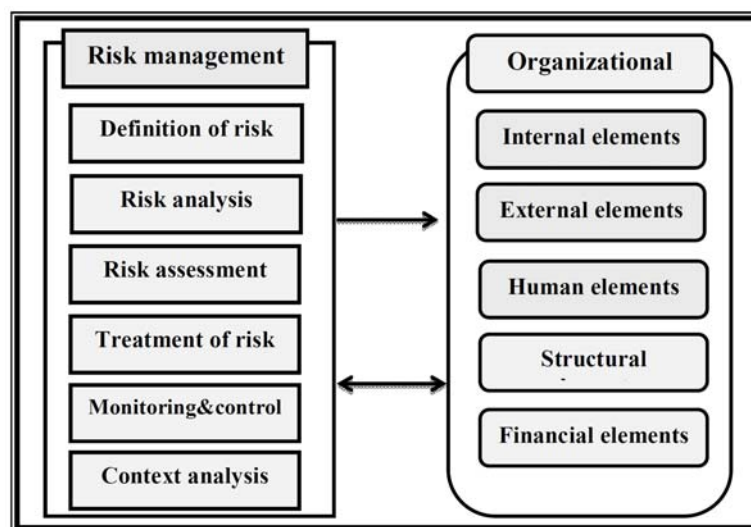 Risk management
Definition of risk
Risk analysis
Risk assessment
Treatment of risk
Monitoring&control
Context analysis
Organizational
Internal elements
External elements
Human elements
Structural
Financial elements